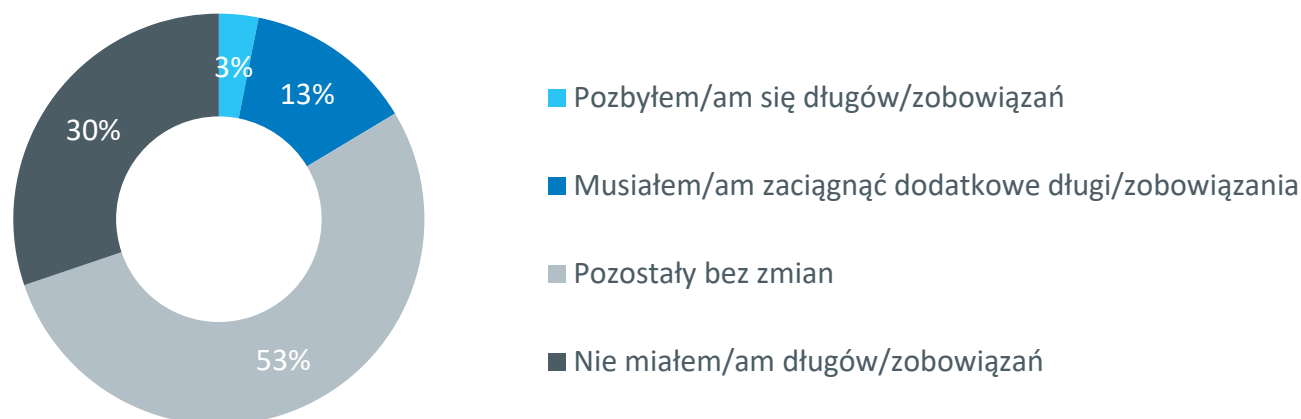 3%
13%
30%
53%
Pozbyłem/am się długów/zobowiązań
Musiałem/am zaciągnąć dodatkowe długi/zobowiązania
Pozostały bez zmian
Nie miałem/am długów/zobowiązań